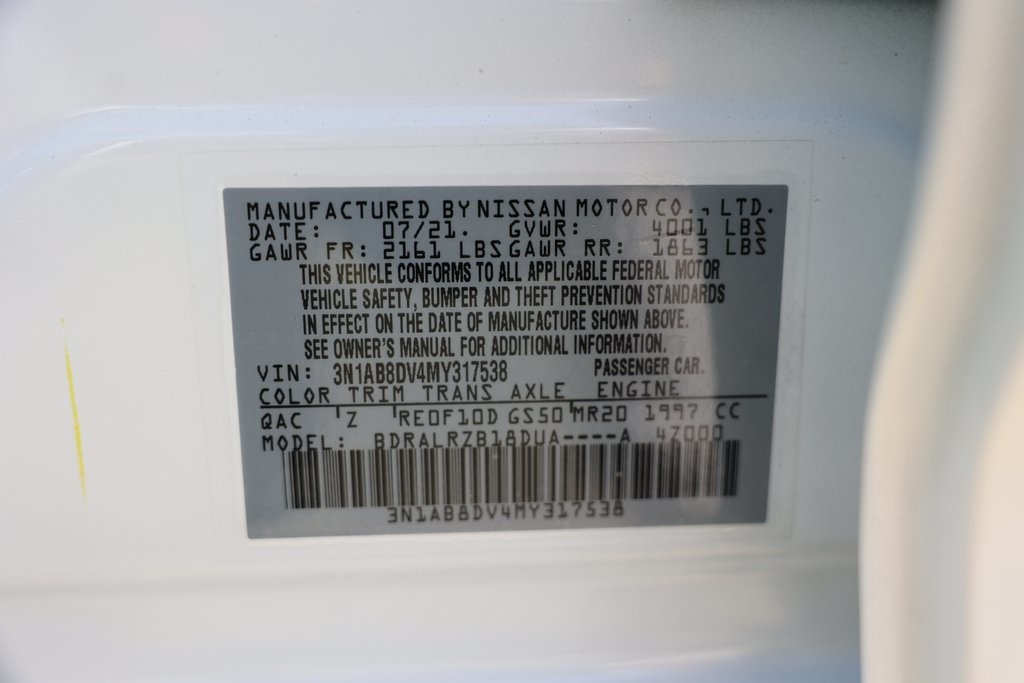 MANUFACTURED BY NISSAN MOTOR CO., LTD.
DATE: 07/21. GVWR: 4001 LBS
GAWR FR: 2161 LBS GAWR RR: 1863 LBS
THIS VEHICLE CONFORMS TO ALL APPLICABLE FEDERAL MOTOR
VEHICLE SAFETY, BUMPER AND THEFT PREVENTION STANDARDS
IN EFFECT ON THE DATE OF MANUFACTURE SHOWN ABOVE.
SEE OWNER'S MANUAL FOR ADDITIONAL INFORMATION.
VIN: 3N1AB8DV4MY317538 PASSENGER CAR.
COLOR TRIM TRANS AXLE ENGINE
QAC Z RE0F10D GS50 MR20 1997 CC
MODEL: BDRALRZB18DUA----A 4Z000
3N1AB8DV4MY317538